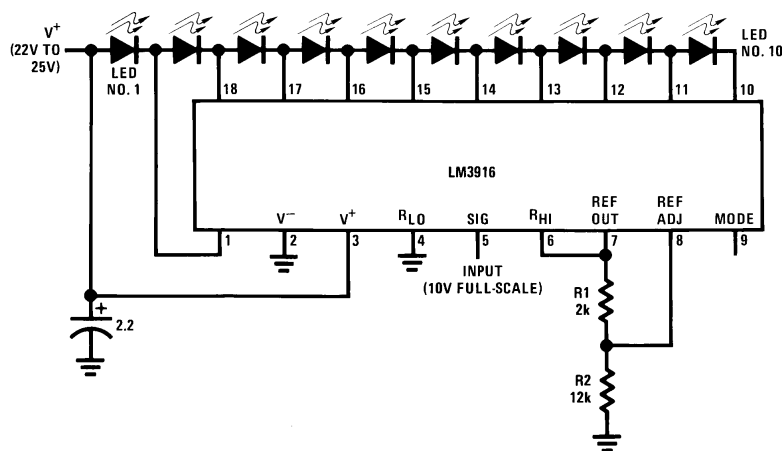 V+
(22V TO
25V)
LED
NO. 1
LED
NO. 10
18
17
16
15
14
13
12
11
10
LM3916
V−
V+
RLO
SIG
RHI
REF
OUT
REF
ADJ
MODE
1
2
3
4
5
6
7
8
9
INPUT
(10V FULL-SCALE)
+
2.2
R1
2k
R2
12k